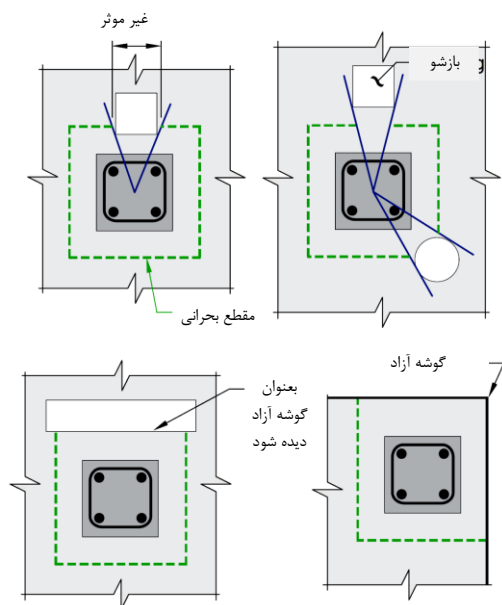 غیر موثر
بازشو
مقطع بحرانی
گوشه آزاد
بعنوان
گوشه آزاد
دیده شود